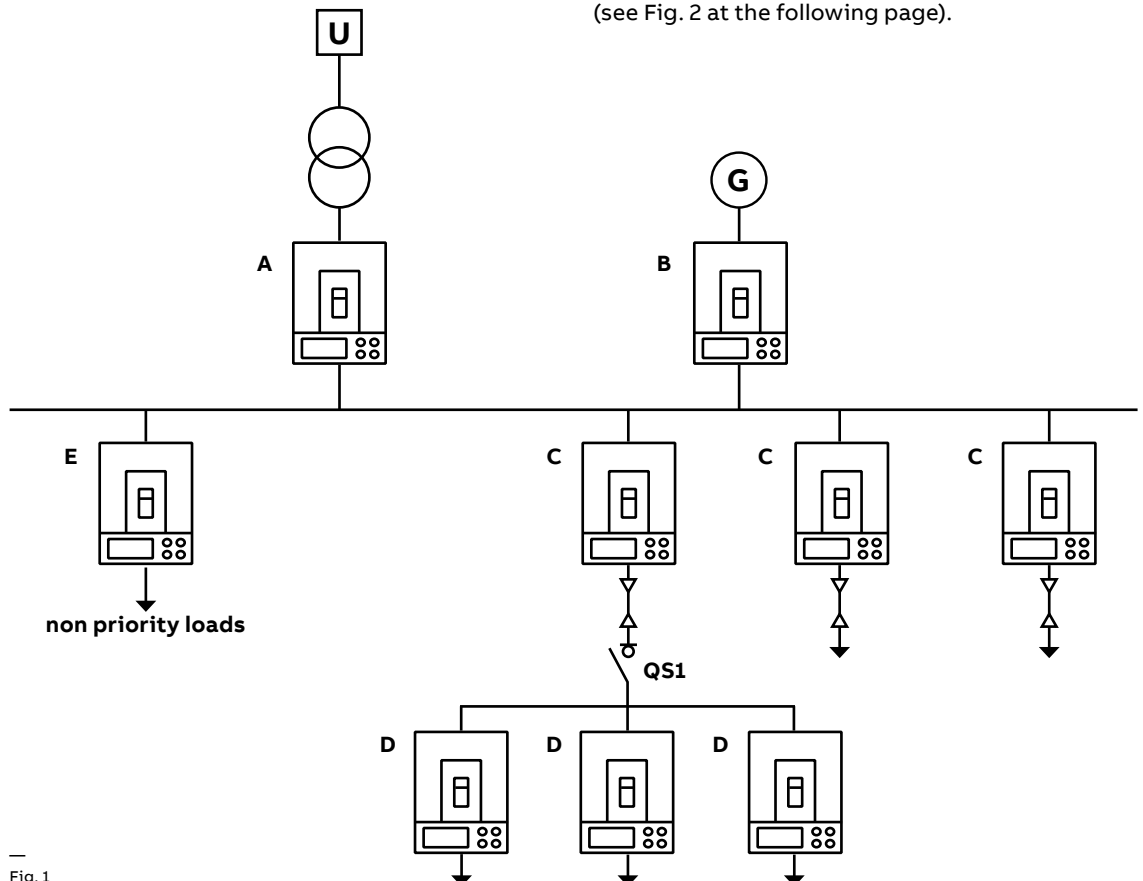 (see Fig. 2 at the following page).
U
G
A
B
E
C
C
C
non priority loads
QS1
D
D
D
—
Fig. 1